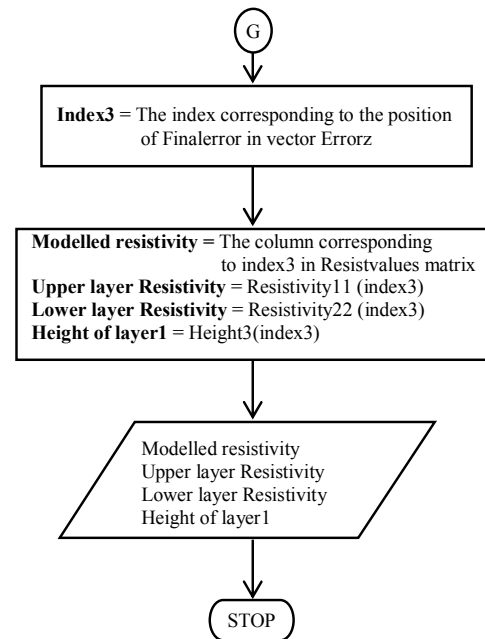 G
Index3 = The index corresponding to the position
of Finalerror in vector Errorz
Modelled resistivity = The column corresponding
to index3 in Resistvalues matrix
Upper layer Resistivity = Resistivity11 (index3)
Lower layer Resistivity = Resistivity22 (index3)
Height of layer1 = Height3(index3)
Modelled resistivity
Upper layer Resistivity
Lower layer Resistivity
Height of layer1
STOP